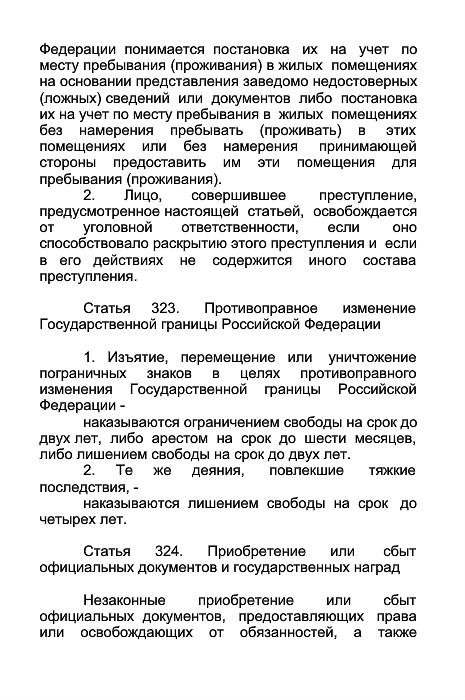 Федерации понимается постановка их на учет по
месту пребывания (проживания) в жилых помещениях
на основании представления заведомо недостоверных
(ложных) сведений или документов либо постановка
их на учет по месту пребывания в жилых помещениях
без намерения пребывать (проживать) в этих
помещениях или без намерения принимающей
стороны предоставить им эти помещения для
пребывания (проживания).
2. Лицо, совершившее преступление,
предусмотренное настоящей статьей, освобождается
от уголовной ответственности, если оно
способствовало раскрытию этого преступления и если
в его действиях не содержится иного состава
преступления.
Статья 323. Противоправное изменение
Государственной границы Российской Федерации
1. Изъятие, перемещение или уничтожение
пограничных знаков в целях противоправного
изменения Государственной границы Российской
Федерации -
наказываются ограничением свободы на срок до
двух лет, либо арестом на срок до шести месяцев,
либо лишением свободы на срок до двух лет.
2. Те же деяния, повлекшие тяжкие
последствия, -
наказываются лишением свободы на срок до
четырех лет.
Статья 324. Приобретение или сбыт
официальных документов и государственных наград
Незаконные приобретение или сбыт
официальных документов, предоставляющих права
или освобождающих от обязанностей, а также